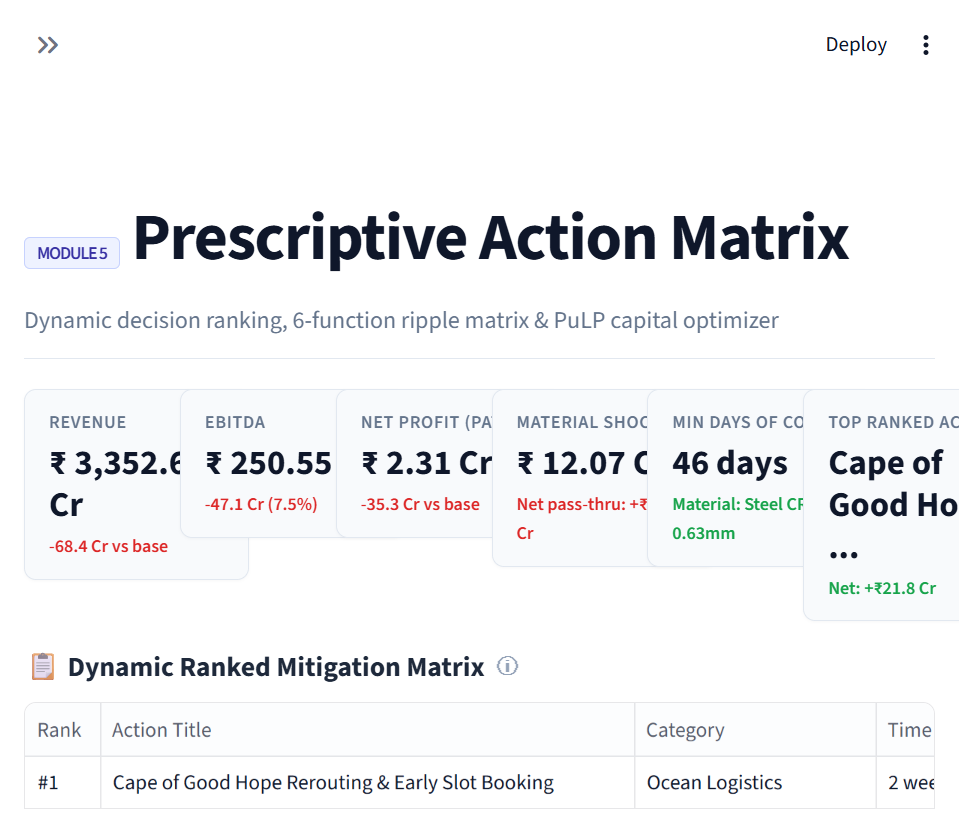 Deploy
MODULE 5 Prescriptive Action Matrix
Dynamic decision ranking, 6-function ripple matrix & PuLP capital optimizer
REVENUE
₹ 3,352.6
Cr
-68.4 Cr vs base
EBITDA
₹ 250.55
-47.1 Cr (7.5%)
NET PROFIT (PA
₹ 2.31 Cr
-35.3 Cr vs base
MATERIAL SHOC
₹ 12.07 C
Net pass-thru: +₹
Cr
MIN DAYS OF CO
46 days
Material: Steel CR
0.63mm
TOP RANKED AC
Cape of
Good Ho
...
Net: +₹21.8 Cr
Dynamic Ranked Mitigation Matrix
Rank Action Title Category Time
#1 Cape of Good Hope Rerouting & Early Slot Booking Ocean Logistics 2 wee